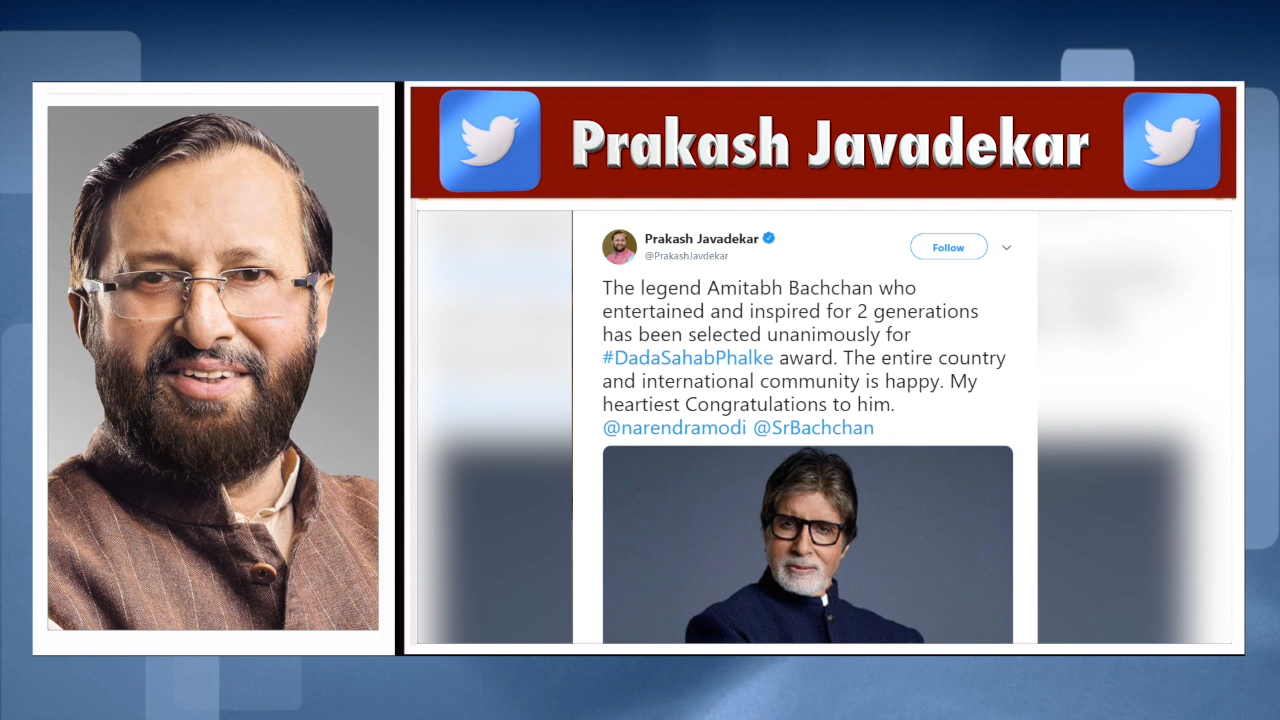 Prakash Javadekar
Prakash Javadekar
@PrakashJavdekar
Follow
The legend Amitabh Bachchan who
entertained and inspired for 2 generations
has been selected unanimously for
#DadaSahabPhalke award. The entire country
and international community is happy. My
heartiest Congratulations to him.
@narendramodi @SrBachchan